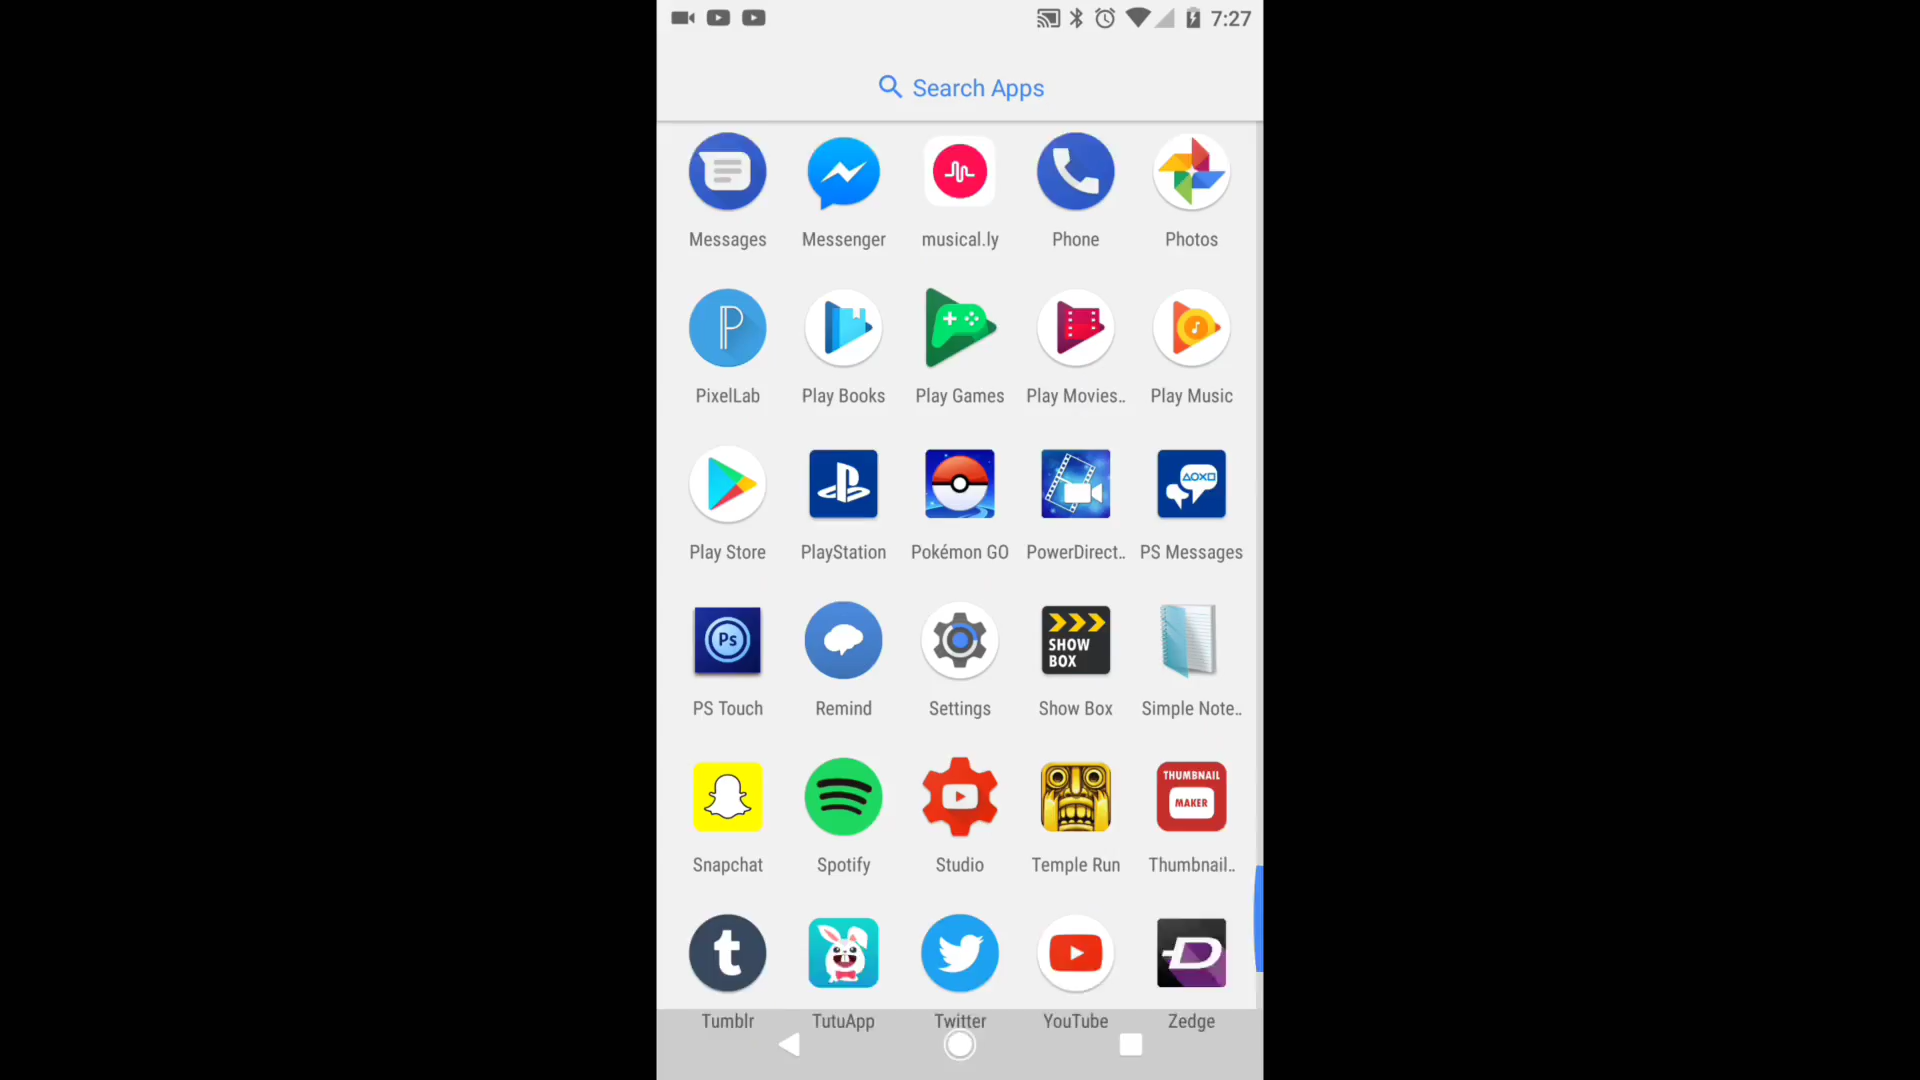 7:27
Search Apps
Messages Messenger musical.ly Phone Photos
P
PixelLab Play Books Play Games Play Movies.. Play Music
Play Store PlayStation Pokémon GO PowerDirect.. PS Messages
Ps
SHOW
BOX
PS Touch Remind Settings Show Box Simple Note..
THUMBNAIL
MAKER
Snapchat Spotify Studio Temple Run Thumbnail..
t
Tumblr TutuApp Twitter YouTube Zedge